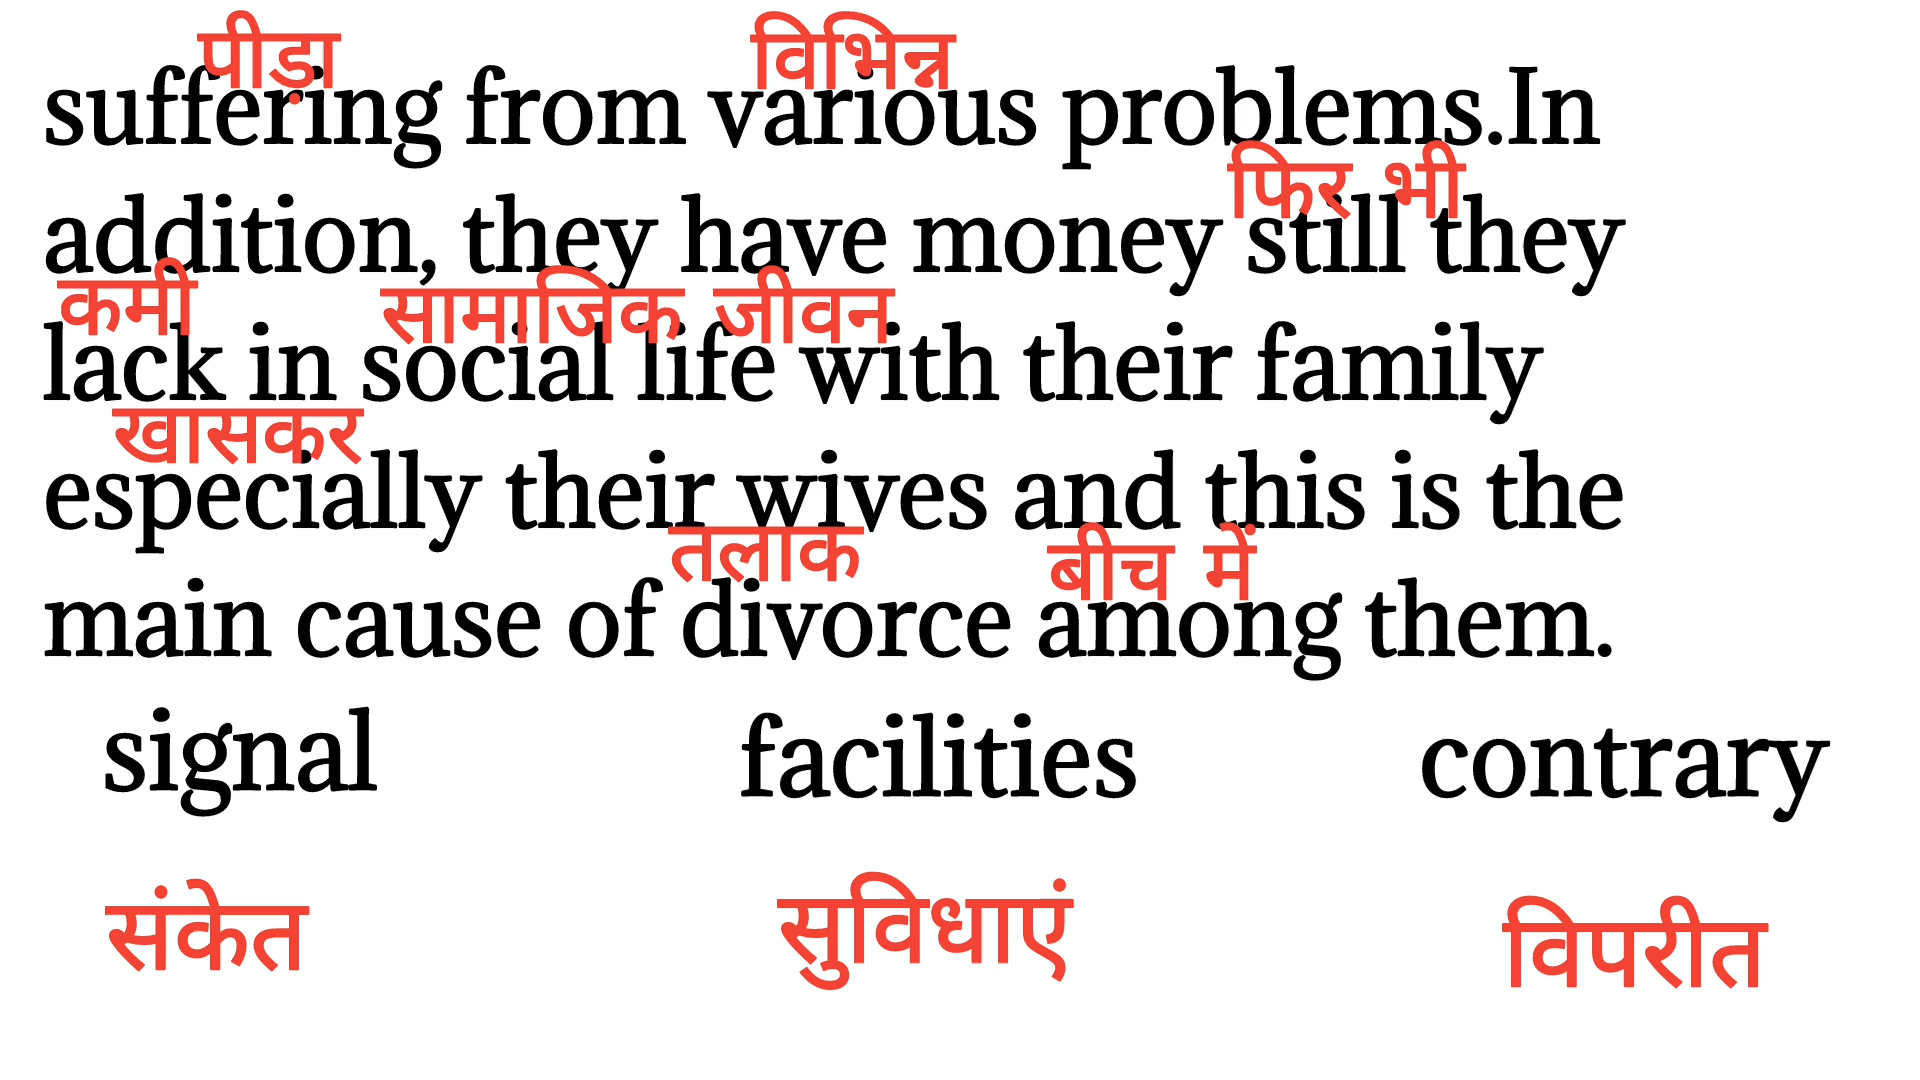 पीड़ा विभिन्न
suffering from various problems.In
फिर भी
addition, they have money still they
कमी सामाजिक जीवन
lack in social life with their family
खासकर
especially their wives and this is the
तलाक बीच में
main cause of divorce among them.
signal facilities contrary
संकेत सुविधाएं विपरीत